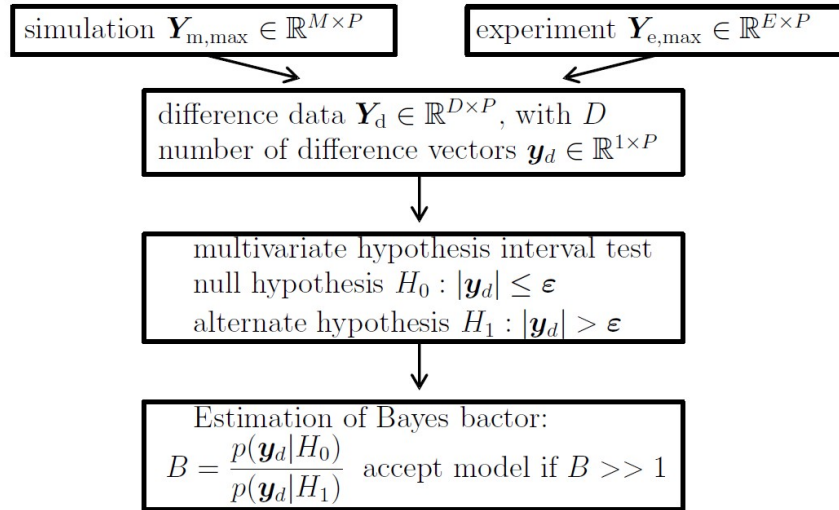 simulation Y_m,max ∈ ℝ^{M×P}
experiment Y_e,max ∈ ℝ^{E×P}
difference data Y_d ∈ ℝ^{D×P}, with D
number of difference vectors y_d ∈ ℝ^{1×P}
multivariate hypothesis interval test
null hypothesis H_0 : |y_d| ≤ ε
alternate hypothesis H_1 : |y_d| > ε
Estimation of Bayes bactor:
B = p(y_d|H_0) / p(y_d|H_1) accept model if B >> 1